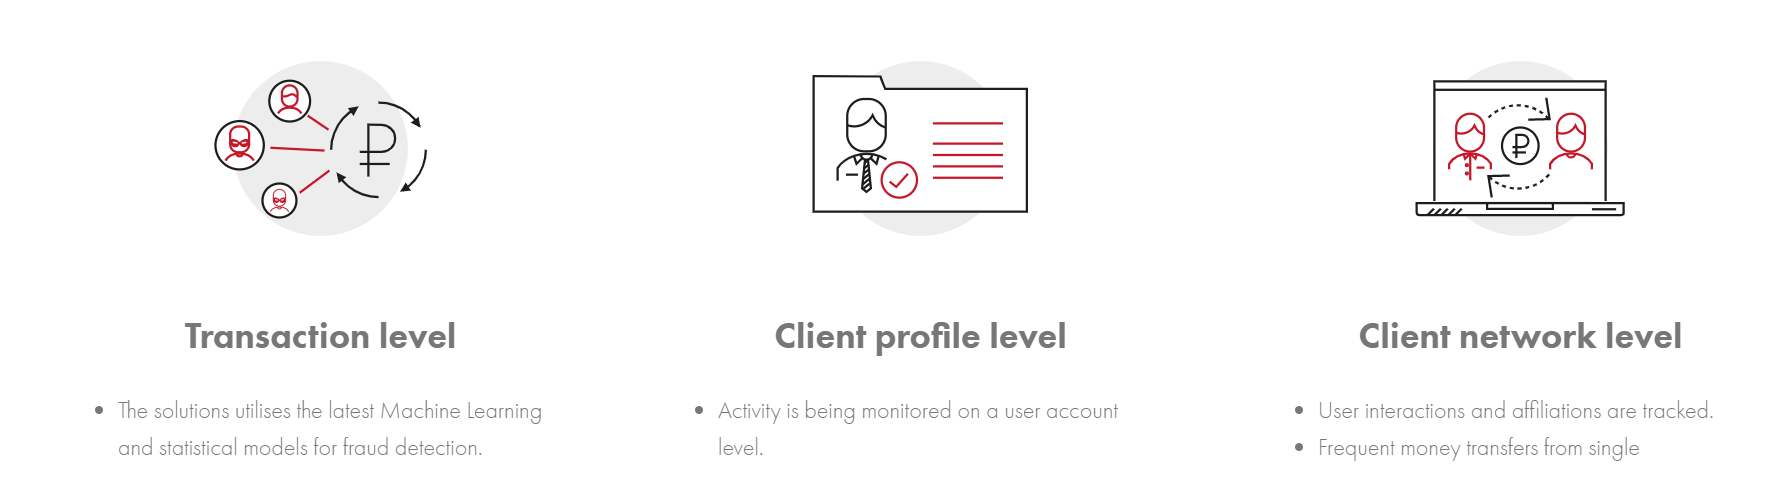 Transaction level
The solutions utilises the latest Machine Learning
and statistical models for fraud detection.
Client profile level
Activity is being monitored on a user account
level.
Client network level
User interactions and affiliations are tracked.
Frequent money transfers from single